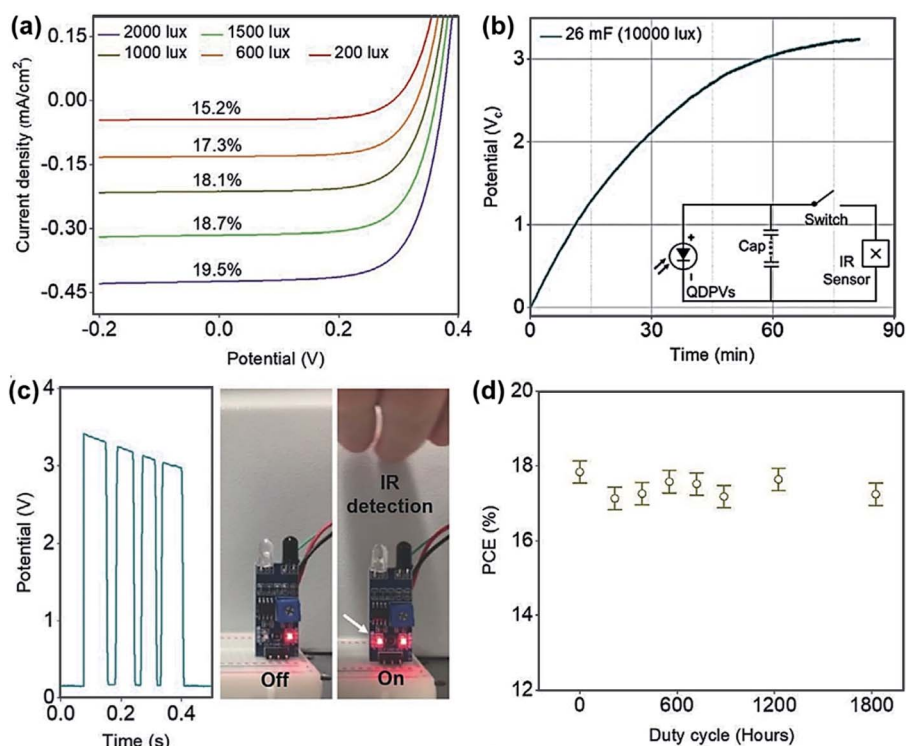 (a)
2000 lux 1500 lux
1000 lux 600 lux 200 lux
15.2%
17.3%
18.1%
18.7%
19.5%
0.15
0.00
-0.15
-0.30
-0.45
Current density (mA/cm²)
-0.2 0.0 0.2 0.4
Potential (V)
(b)
26 mF (10000 lux)
3
2
1
0
Potential (Vc)
Switch
Cap
+
-
QDPVs
IR
Sensor
0 30 60 90
Time (min)
(c)
4
3
2
1
0
Potential (V)
0.0 0.2 0.4
Time (s)
Off
IR
detection
On
(d)
20
18
16
14
12
PCE (%)
0 600 1200 1800
Duty cycle (Hours)